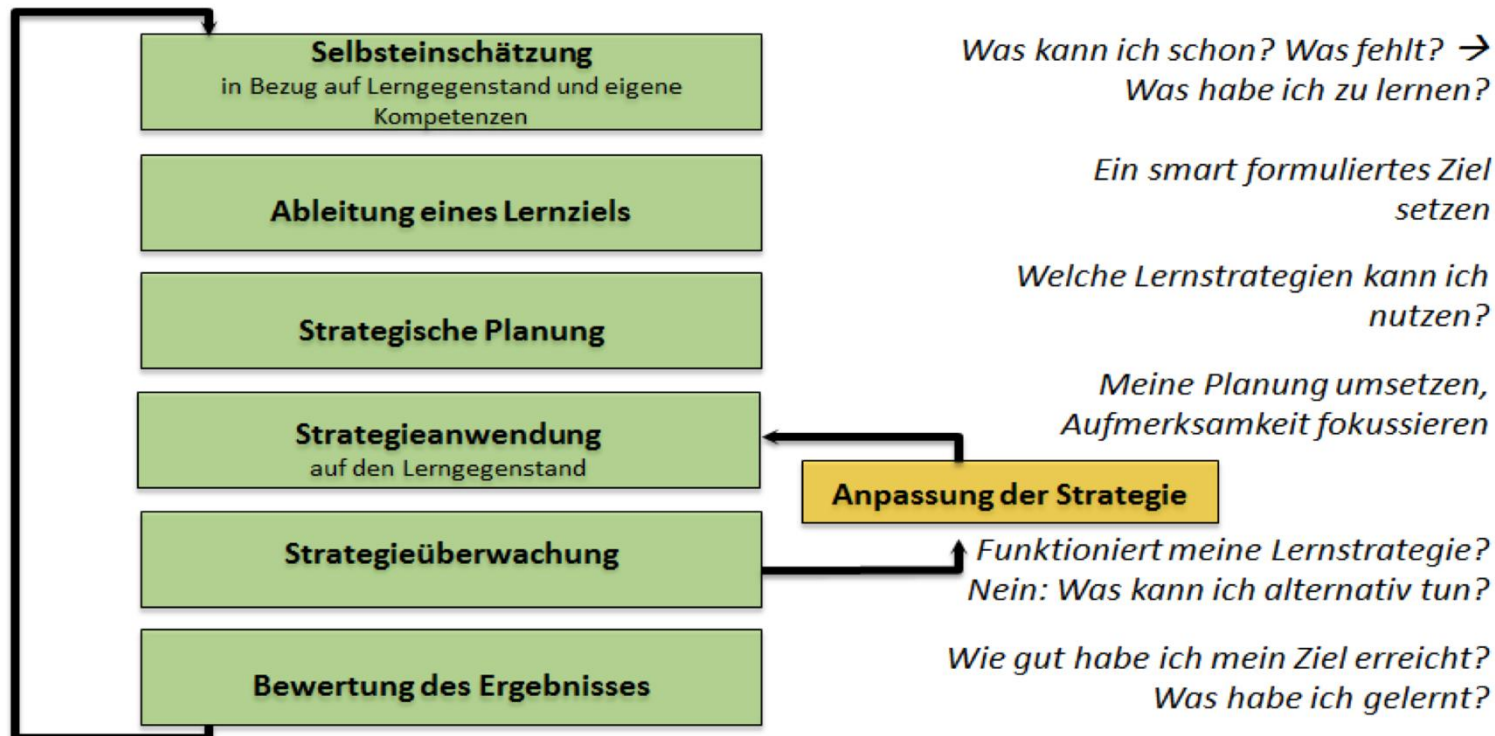 Selbsteinschätzung
in Bezug auf Lerngegenstand und eigene
Kompetenzen
Was kann ich schon? Was fehlt? →
Was habe ich zu lernen?
Ableitung eines Lernziels
Ein smart formuliertes Ziel
setzen
Strategische Planung
Welche Lernstrategien kann ich
nutzen?
Strategieanwendung
auf den Lerngegenstand
Meine Planung umsetzen,
Aufmerksamkeit fokussieren
Anpassung der Strategie
Strategieüberwachung
Funktioniert meine Lernstrategie?
Nein: Was kann ich alternativ tun?
Bewertung des Ergebnisses
Wie gut habe ich mein Ziel erreicht?
Was habe ich gelernt?